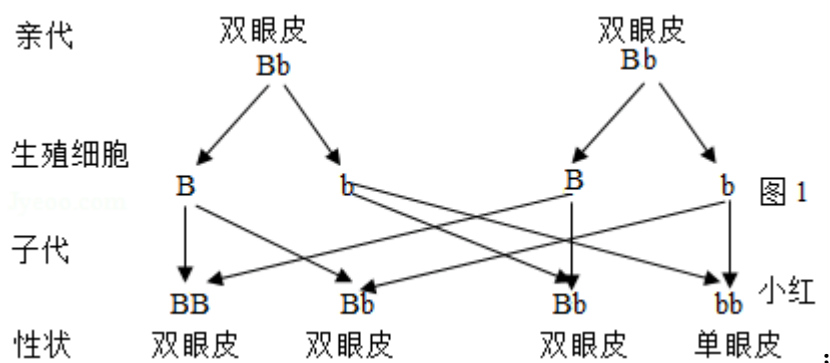 亲代 双眼皮 双眼皮
Bb Bb
生殖细胞
B b B b 图1
子代
BB Bb Bb bb 小红
性状 双眼皮 双眼皮 双眼皮 单眼皮 ;